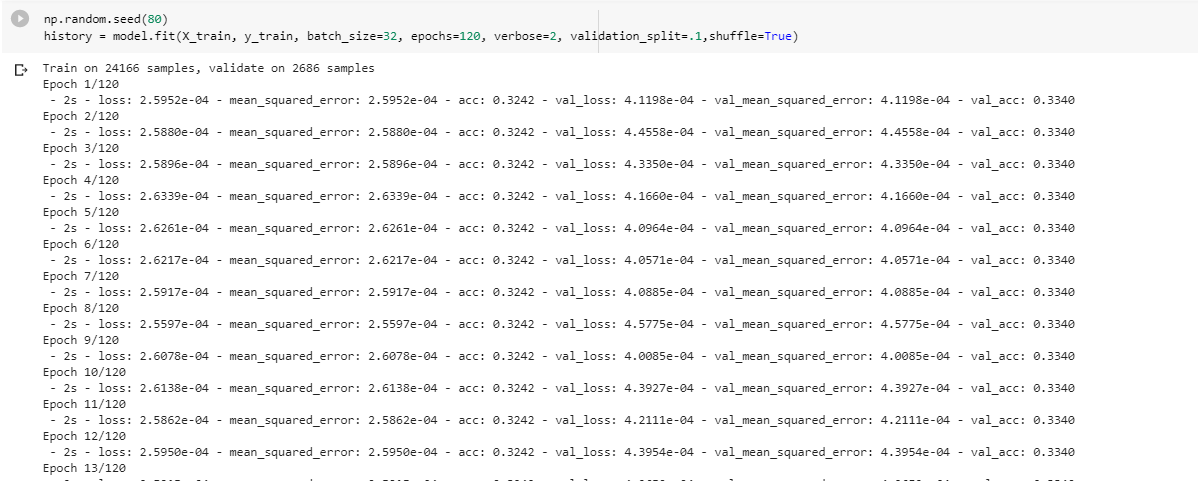 np.random.seed(80)
history = model.fit(X_train, y_train, batch_size=32, epochs=120, verbose=2, validation_split=.1,shuffle=True)
Train on 24166 samples, validate on 2686 samples
Epoch 1/120
- 2s - loss: 2.5952e-04 - mean_squared_error: 2.5952e-04 - acc: 0.3242 - val_loss: 4.1198e-04 - val_mean_squared_error: 4.1198e-04 - val_acc: 0.3340
Epoch 2/120
- 2s - loss: 2.5880e-04 - mean_squared_error: 2.5880e-04 - acc: 0.3242 - val_loss: 4.4558e-04 - val_mean_squared_error: 4.4558e-04 - val_acc: 0.3340
Epoch 3/120
- 2s - loss: 2.5896e-04 - mean_squared_error: 2.5896e-04 - acc: 0.3242 - val_loss: 4.3350e-04 - val_mean_squared_error: 4.3350e-04 - val_acc: 0.3340
Epoch 4/120
- 2s - loss: 2.6339e-04 - mean_squared_error: 2.6339e-04 - acc: 0.3242 - val_loss: 4.1660e-04 - val_mean_squared_error: 4.1660e-04 - val_acc: 0.3340
Epoch 5/120
- 2s - loss: 2.6261e-04 - mean_squared_error: 2.6261e-04 - acc: 0.3242 - val_loss: 4.0964e-04 - val_mean_squared_error: 4.0964e-04 - val_acc: 0.3340
Epoch 6/120
- 2s - loss: 2.6217e-04 - mean_squared_error: 2.6217e-04 - acc: 0.3242 - val_loss: 4.0571e-04 - val_mean_squared_error: 4.0571e-04 - val_acc: 0.3340
Epoch 7/120
- 2s - loss: 2.5917e-04 - mean_squared_error: 2.5917e-04 - acc: 0.3242 - val_loss: 4.0885e-04 - val_mean_squared_error: 4.0885e-04 - val_acc: 0.3340
Epoch 8/120
- 2s - loss: 2.5597e-04 - mean_squared_error: 2.5597e-04 - acc: 0.3242 - val_loss: 4.5775e-04 - val_mean_squared_error: 4.5775e-04 - val_acc: 0.3340
Epoch 9/120
- 2s - loss: 2.6078e-04 - mean_squared_error: 2.6078e-04 - acc: 0.3242 - val_loss: 4.0085e-04 - val_mean_squared_error: 4.0085e-04 - val_acc: 0.3340
Epoch 10/120
- 2s - loss: 2.6138e-04 - mean_squared_error: 2.6138e-04 - acc: 0.3242 - val_loss: 4.3927e-04 - val_mean_squared_error: 4.3927e-04 - val_acc: 0.3340
Epoch 11/120
- 2s - loss: 2.5862e-04 - mean_squared_error: 2.5862e-04 - acc: 0.3242 - val_loss: 4.2111e-04 - val_mean_squared_error: 4.2111e-04 - val_acc: 0.3340
Epoch 12/120
- 2s - loss: 2.5950e-04 - mean_squared_error: 2.5950e-04 - acc: 0.3242 - val_loss: 4.3954e-04 - val_mean_squared_error: 4.3954e-04 - val_acc: 0.3340
Epoch 13/120